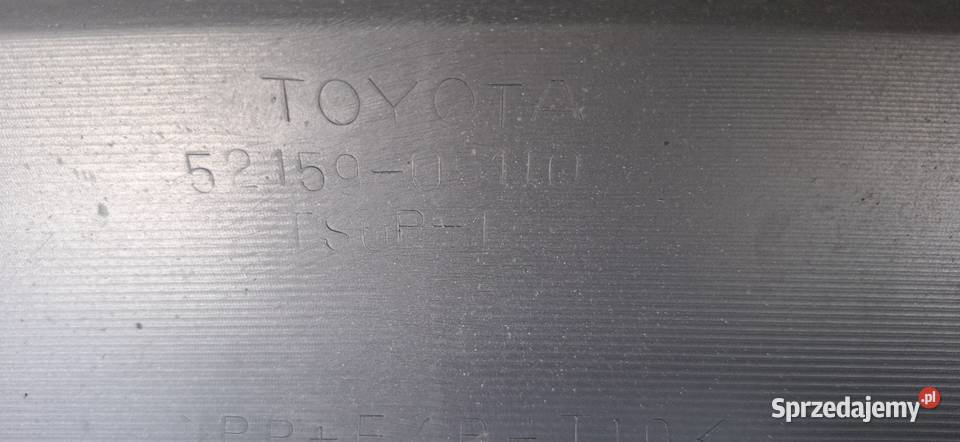 TOYOTA
52159-05110
TSOP-1
Sprzedajemy.pl